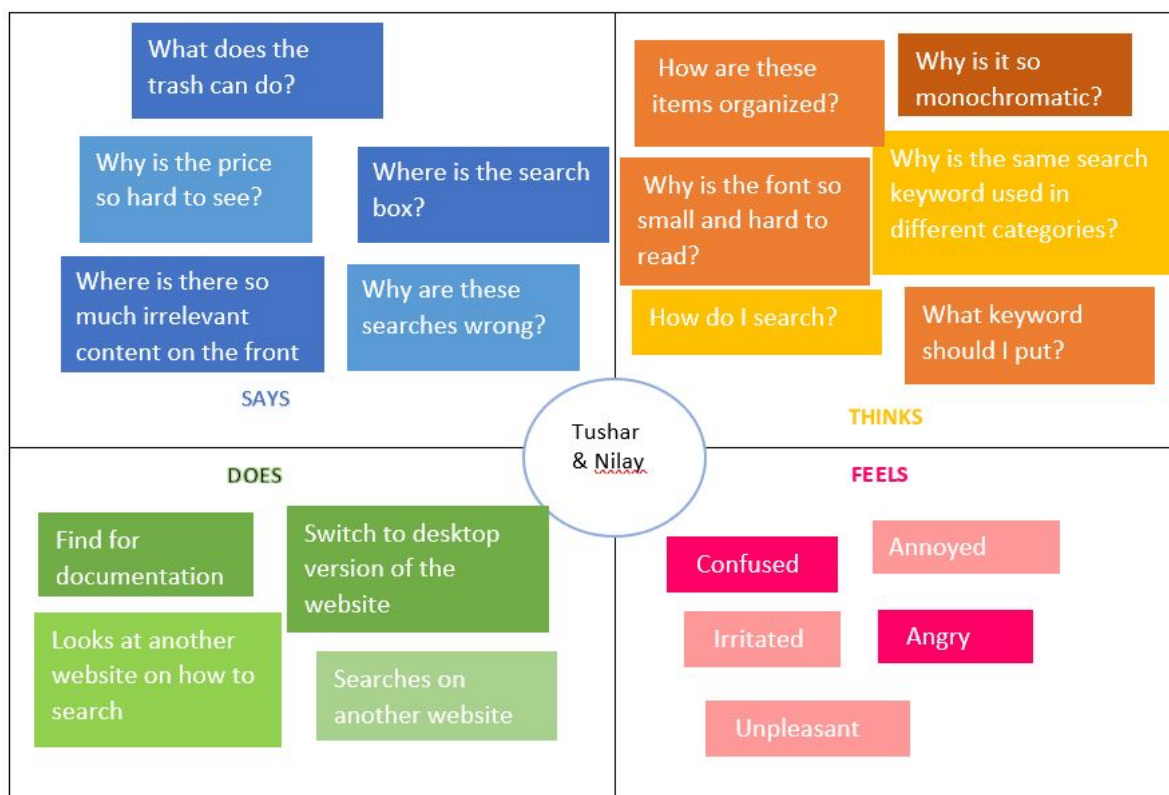 What does the
trash can do?
Why is the price
so hard to see?
Where is the search
box?
Where is there so
much irrelevant
content on the front
Why are these
searches wrong?
SAYS
How are these
items organized?
Why is it so
monochromatic?
Why is the font so
small and hard to
read?
Why is the same search
keyword used in
different categories?
How do I search?
What keyword
should I put?
THINKS
Tushar
& Nilay
DOES
Find for
documentation
Switch to desktop
version of the
website
Looks at another
website on how to
search
Searches on
another website
FEELS
Confused
Annoyed
Irritated
Angry
Unpleasant